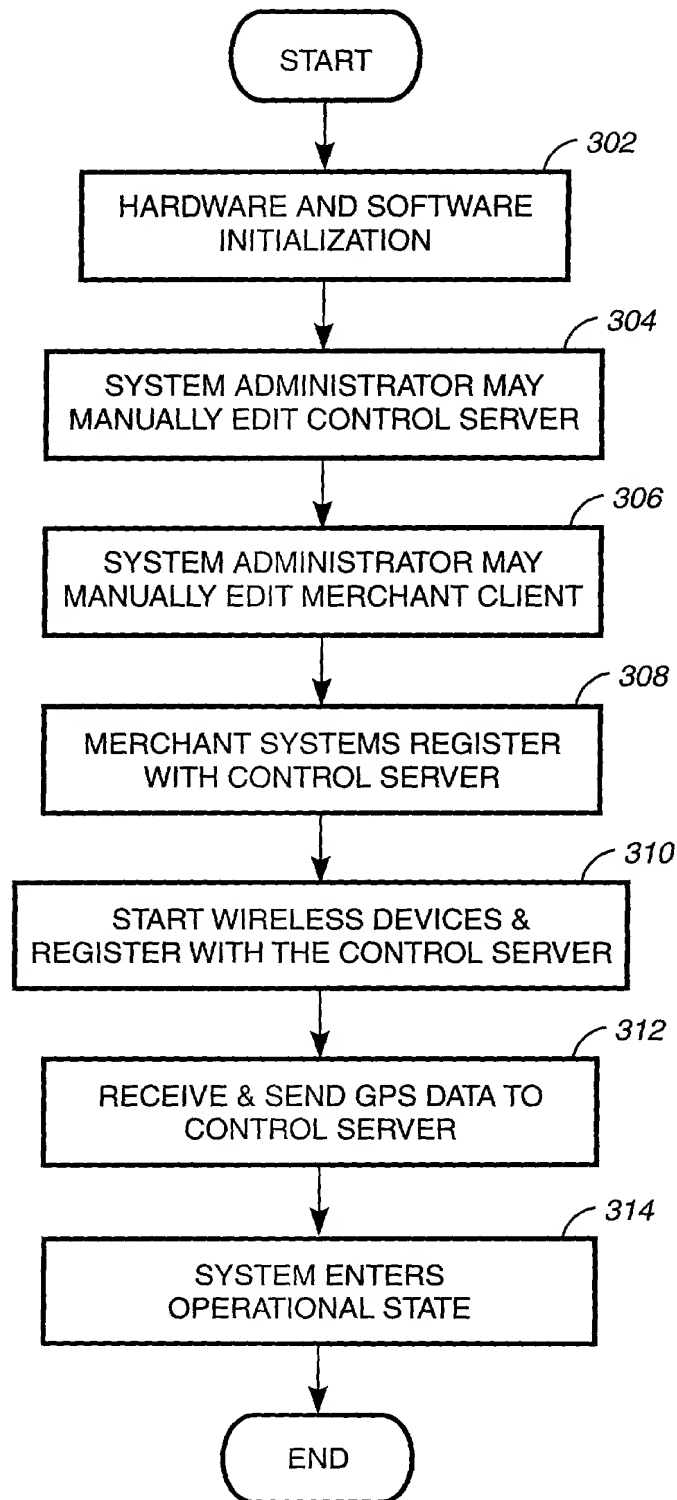 START
302
HARDWARE AND SOFTWARE
INITIALIZATION
304
SYSTEM ADMINISTRATOR MAY
MANUALLY EDIT CONTROL SERVER
306
SYSTEM ADMINISTRATOR MAY
MANUALLY EDIT MERCHANT CLIENT
308
MERCHANT SYSTEMS REGISTER
WITH CONTROL SERVER
310
START WIRELESS DEVICES &
REGISTER WITH THE CONTROL SERVER
312
RECEIVE & SEND GPS DATA TO
CONTROL SERVER
314
SYSTEM ENTERS
OPERATIONAL STATE
END